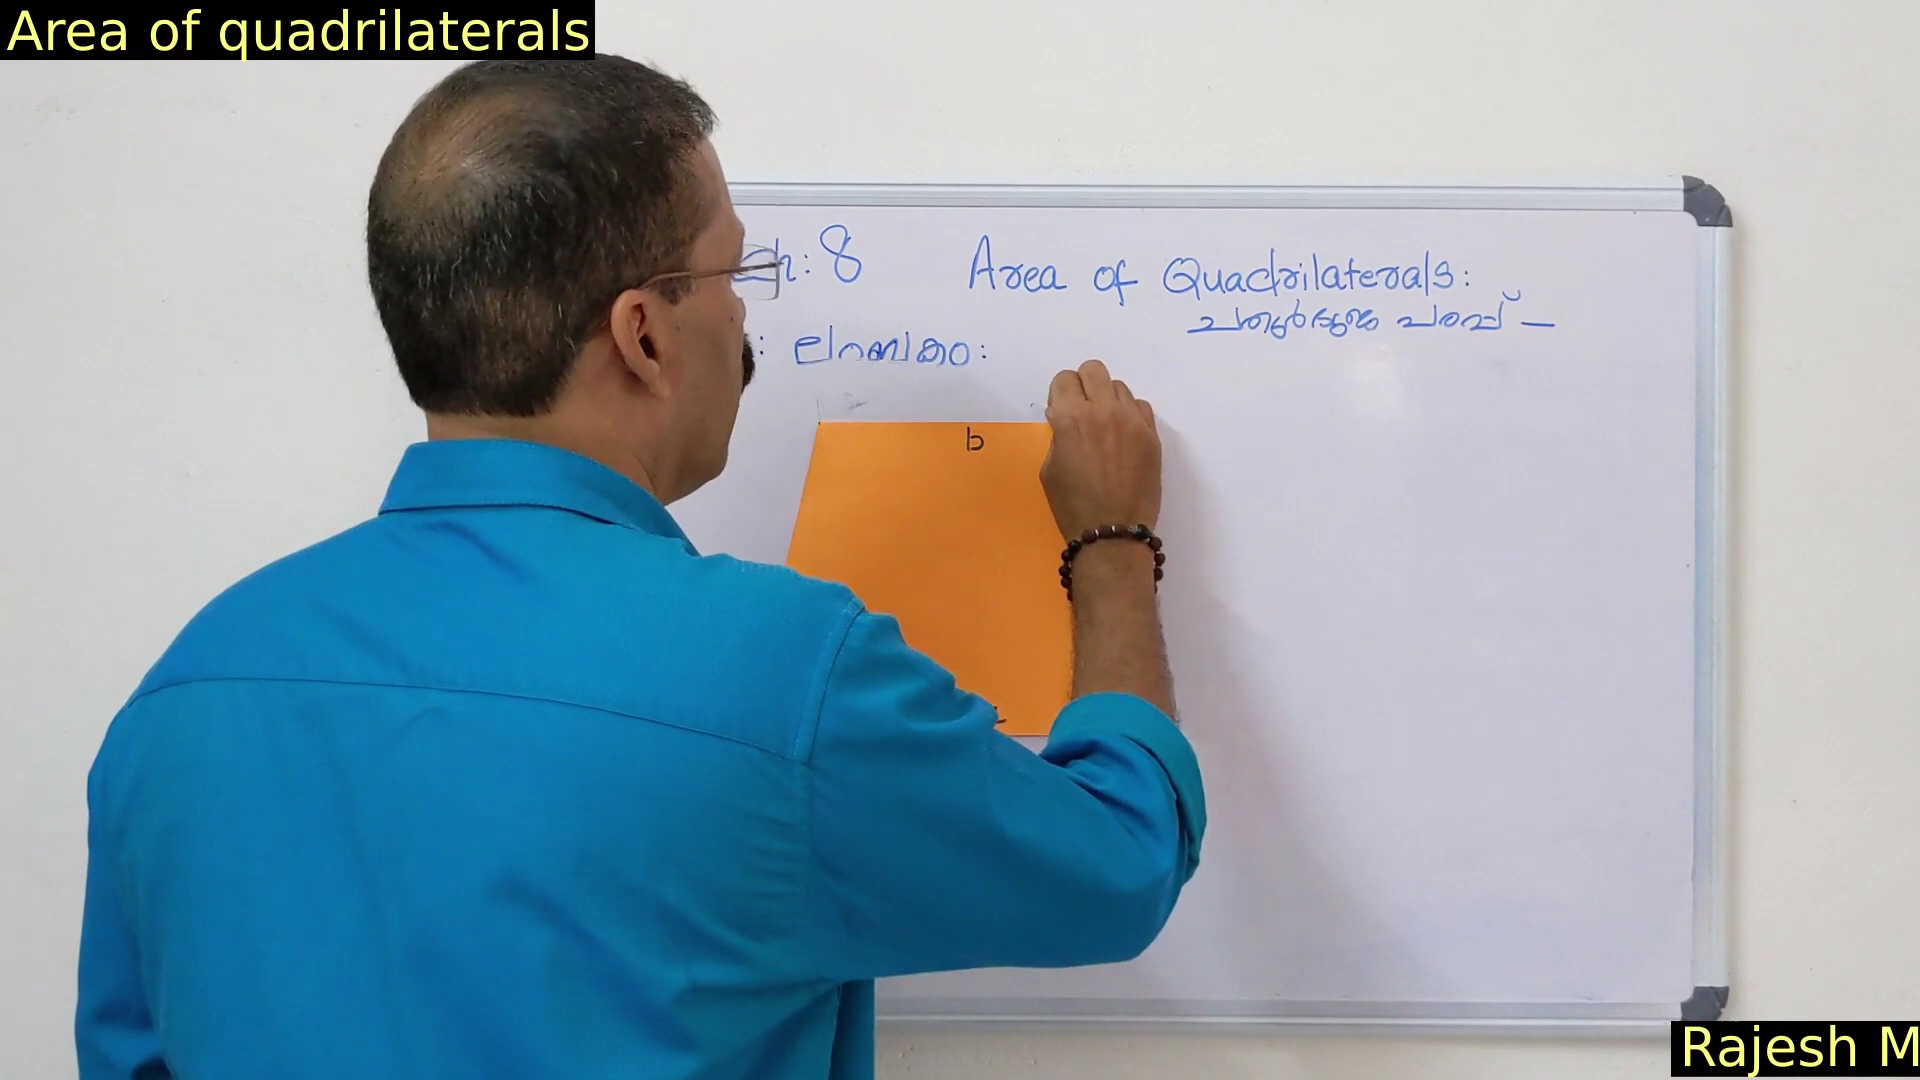 Area of quadrilaterals
ch: 8 Area of Quadrilaterals:
ചതുർഭുജ പരപ്പ് –
: ലംബകം:
b
Rajesh M